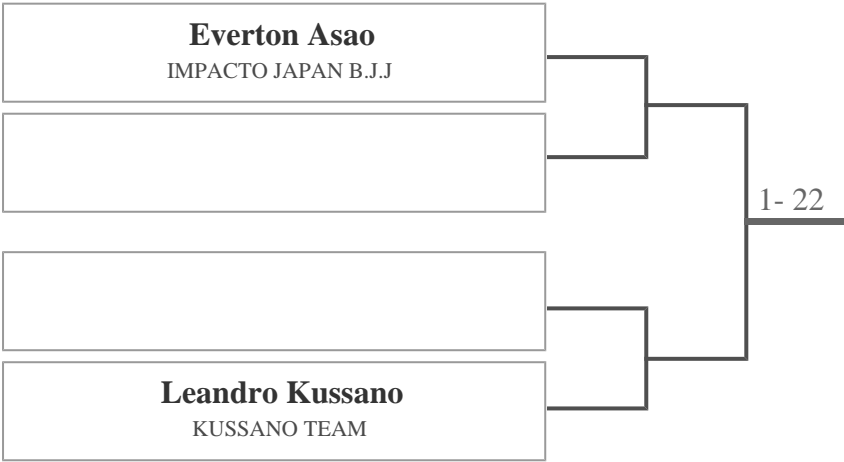 Everton Asao
IMPACTO JAPAN B.J.J
1- 22
Leandro Kussano
KUSSANO TEAM